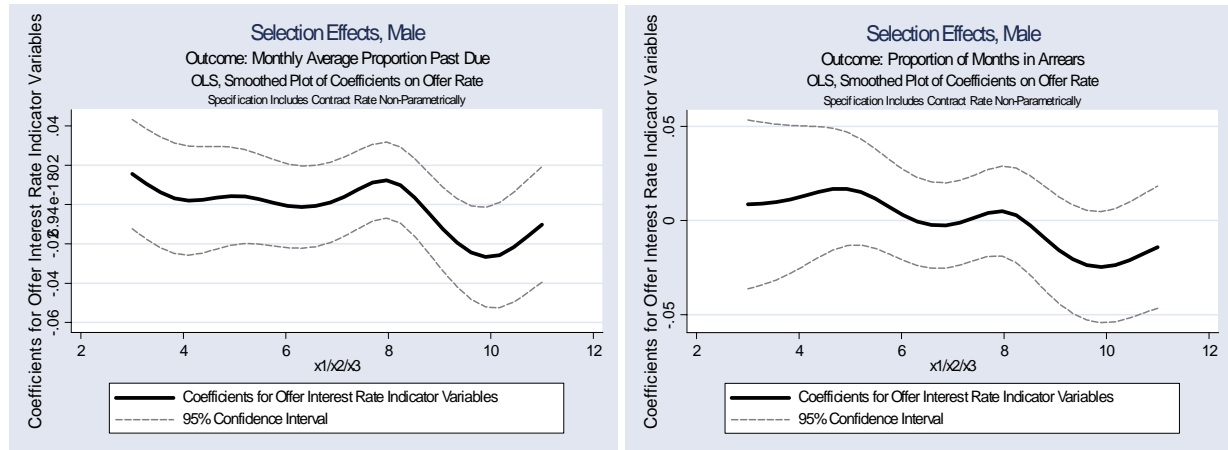 Selection Effects, Male
Outcome: Monthly Average Proportion Past Due
OLS, Smoothed Plot of Coefficients on Offer Rate
Specification Includes Contract Rate Non-Parametrically
Coefficients for Offer Interest Rate Indicator Variables
.04
-.04
-.06
2
4
6
8
10
12
x1/x2/x3
Coefficients for Offer Interest Rate Indicator Variables
95% Confidence Interval
Selection Effects, Male
Outcome: Proportion of Months in Arrears
OLS, Smoothed Plot of Coefficients on Offer Rate
Specification Includes Contract Rate Non-Parametrically
Coefficients for Offer Interest Rate Indicator Variables
.05
0
-.05
2
4
6
8
10
12
x1/x2/x3
Coefficients for Offer Interest Rate Indicator Variables
95% Confidence Interval